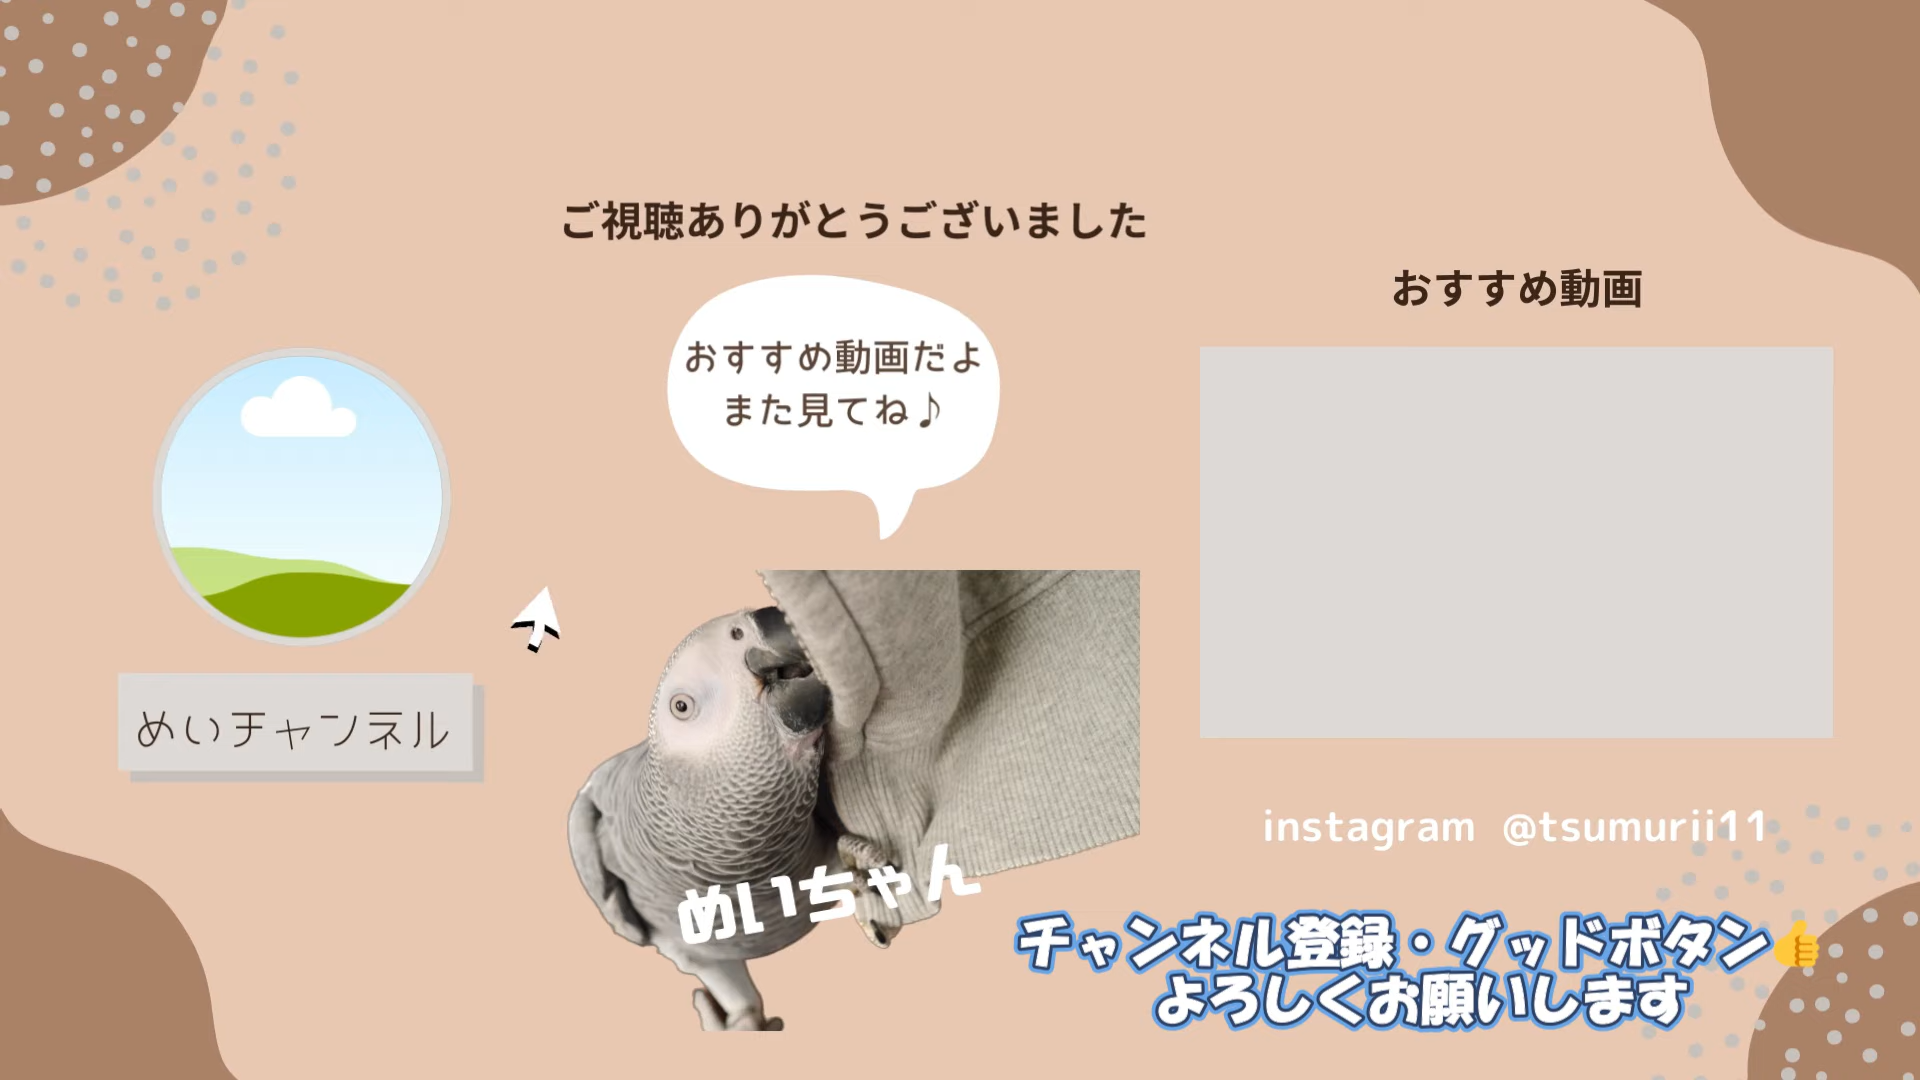 ご視聴ありがとうございました
おすすめ動画だよ
また見てね♪
おすすめ動画
めいチャンネル
めいちゃん
instagram @tsumurii11
チャンネル登録・グッドボタン👍
よろしくお願いします